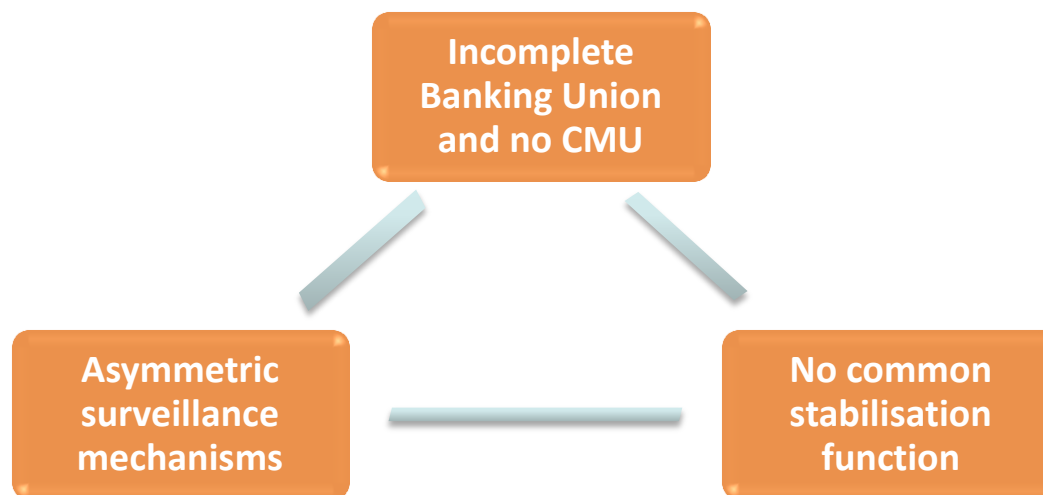 Incomplete
Banking Union
and no CMU
Asymmetric
surveillance
mechanisms
No common
stabilisation
function